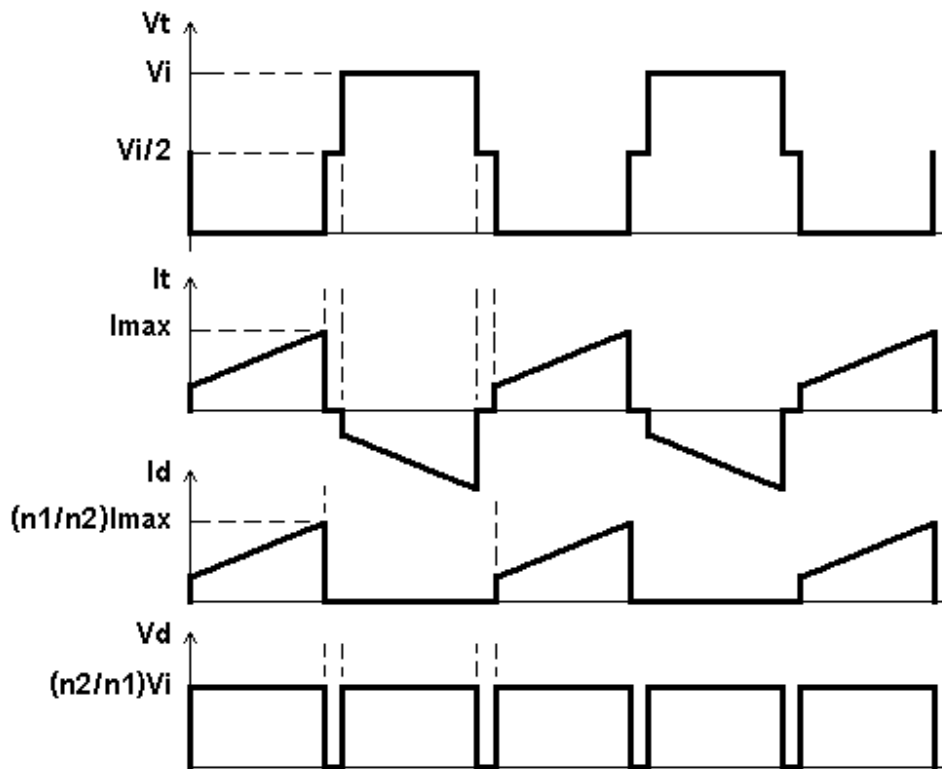 Vt
Vi
Vi/2
It
Imax
Id
(n1/n2)Imax
Vd
(n2/n1)Vi